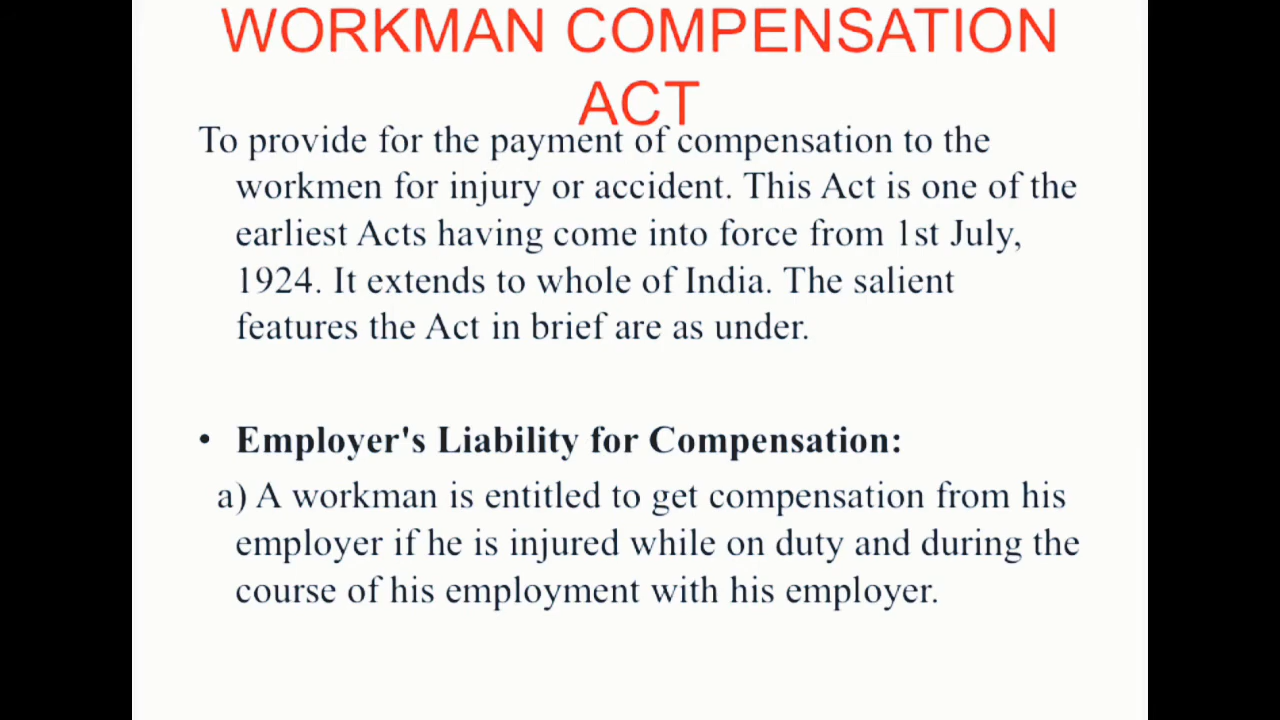 WORKMAN COMPENSATION
ACT
To provide for the payment of compensation to the
workmen for injury or accident. This Act is one of the
earliest Acts having come into force from 1st July,
1924. It extends to whole of India. The salient
features the Act in brief are as under.
• Employer's Liability for Compensation:
a) A workman is entitled to get compensation from his
employer if he is injured while on duty and during the
course of his employment with his employer.